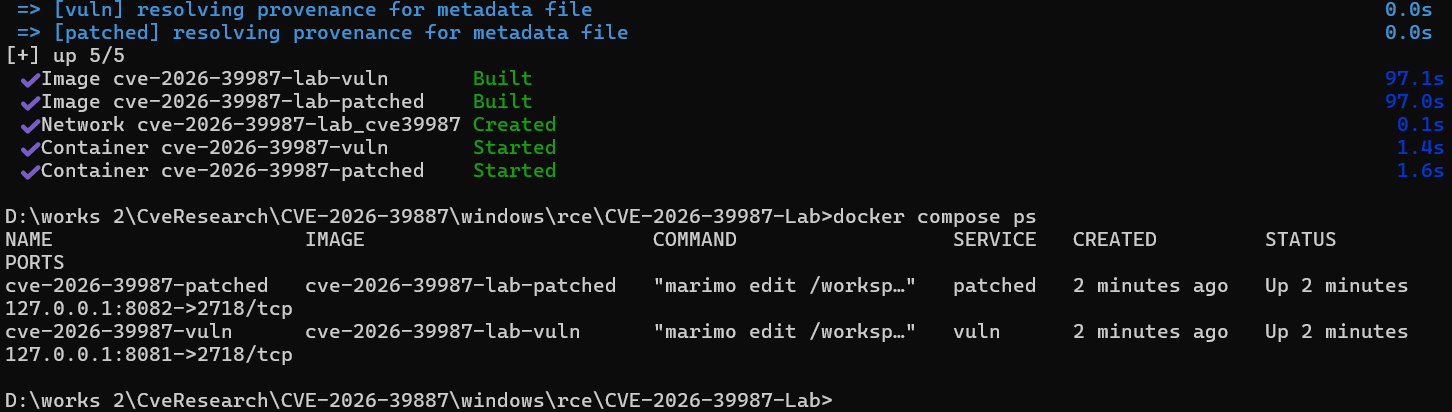 => [vuln] resolving provenance for metadata file 0.0s
=> [patched] resolving provenance for metadata file 0.0s
[+] up 5/5
✔Image cve-2026-39987-lab-vuln Built 97.1s
✔Image cve-2026-39987-lab-patched Built 97.0s
✔Network cve-2026-39987-lab_cve39987 Created 0.1s
✔Container cve-2026-39987-vuln Started 1.4s
✔Container cve-2026-39987-patched Started 1.6s
D:\works 2\CveResearch\CVE-2026-39887\windows\rce\CVE-2026-39987-Lab>docker compose ps
NAME IMAGE COMMAND SERVICE CREATED STATUS
PORTS
cve-2026-39987-patched cve-2026-39987-lab-patched "marimo edit /worksp…" patched 2 minutes ago Up 2 minutes
127.0.0.1:8082->2718/tcp
cve-2026-39987-vuln cve-2026-39987-lab-vuln "marimo edit /worksp…" vuln 2 minutes ago Up 2 minutes
127.0.0.1:8081->2718/tcp
D:\works 2\CveResearch\CVE-2026-39887\windows\rce\CVE-2026-39987-Lab>